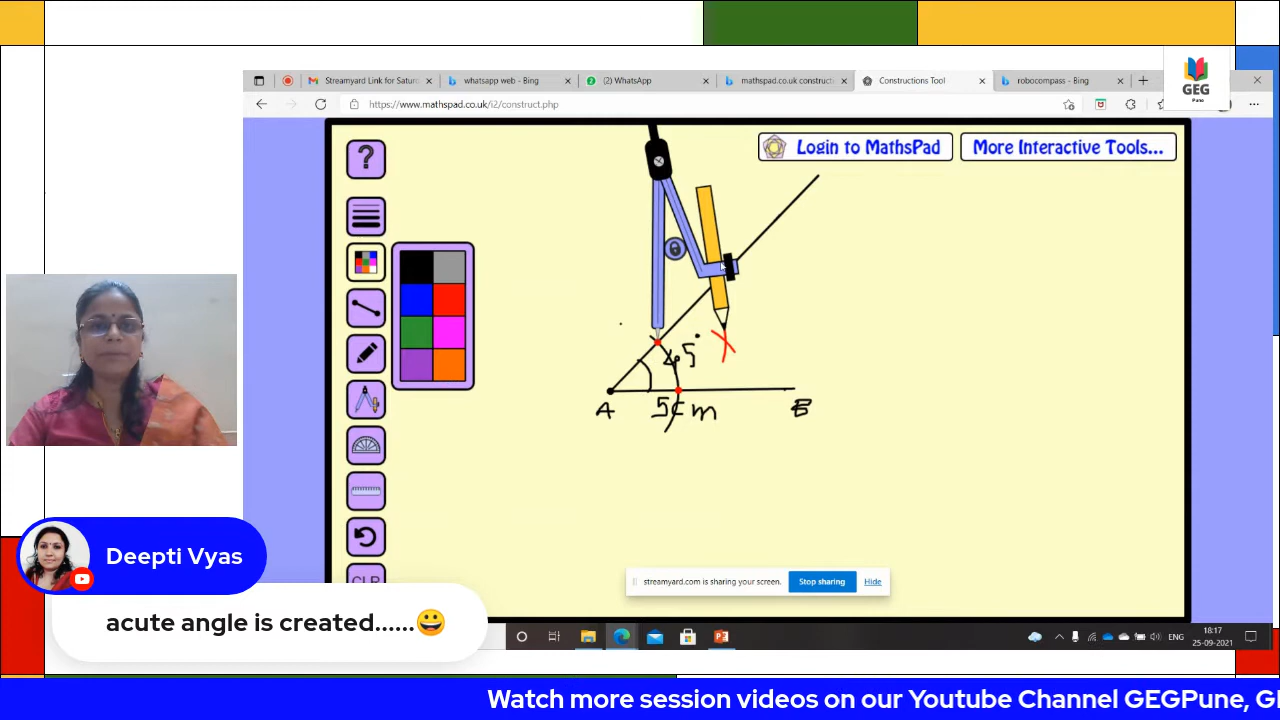 GEG
Pune
Streamyard Link for Satur
whatsapp web - Bing
(2) WhatsApp
mathspad.co.uk construct
Constructions Tool
robocompass - Bing
https://www.mathspad.co.uk/i2/construct.php
?
Login to MathsPad
More Interactive Tools...
45°
A
5cm
B
CLR
streamyard.com is sharing your screen.
Stop sharing
Hide
Deepti Vyas
acute angle is created......😀
ENG
18:17
25-09-2021
Watch more session videos on our Youtube Channel GEGPune, G